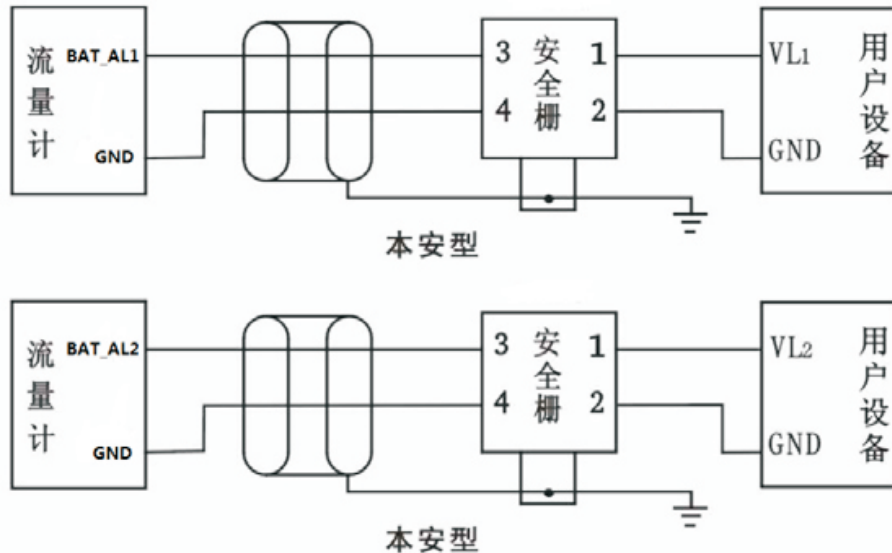 流量计
BAT_AL1
GND
3
4
安全栅
1
2
VL1
GND
用户设备
本安型
流量计
BAT_AL2
GND
3
4
安全栅
1
2
VL2
GND
用户设备
本安型